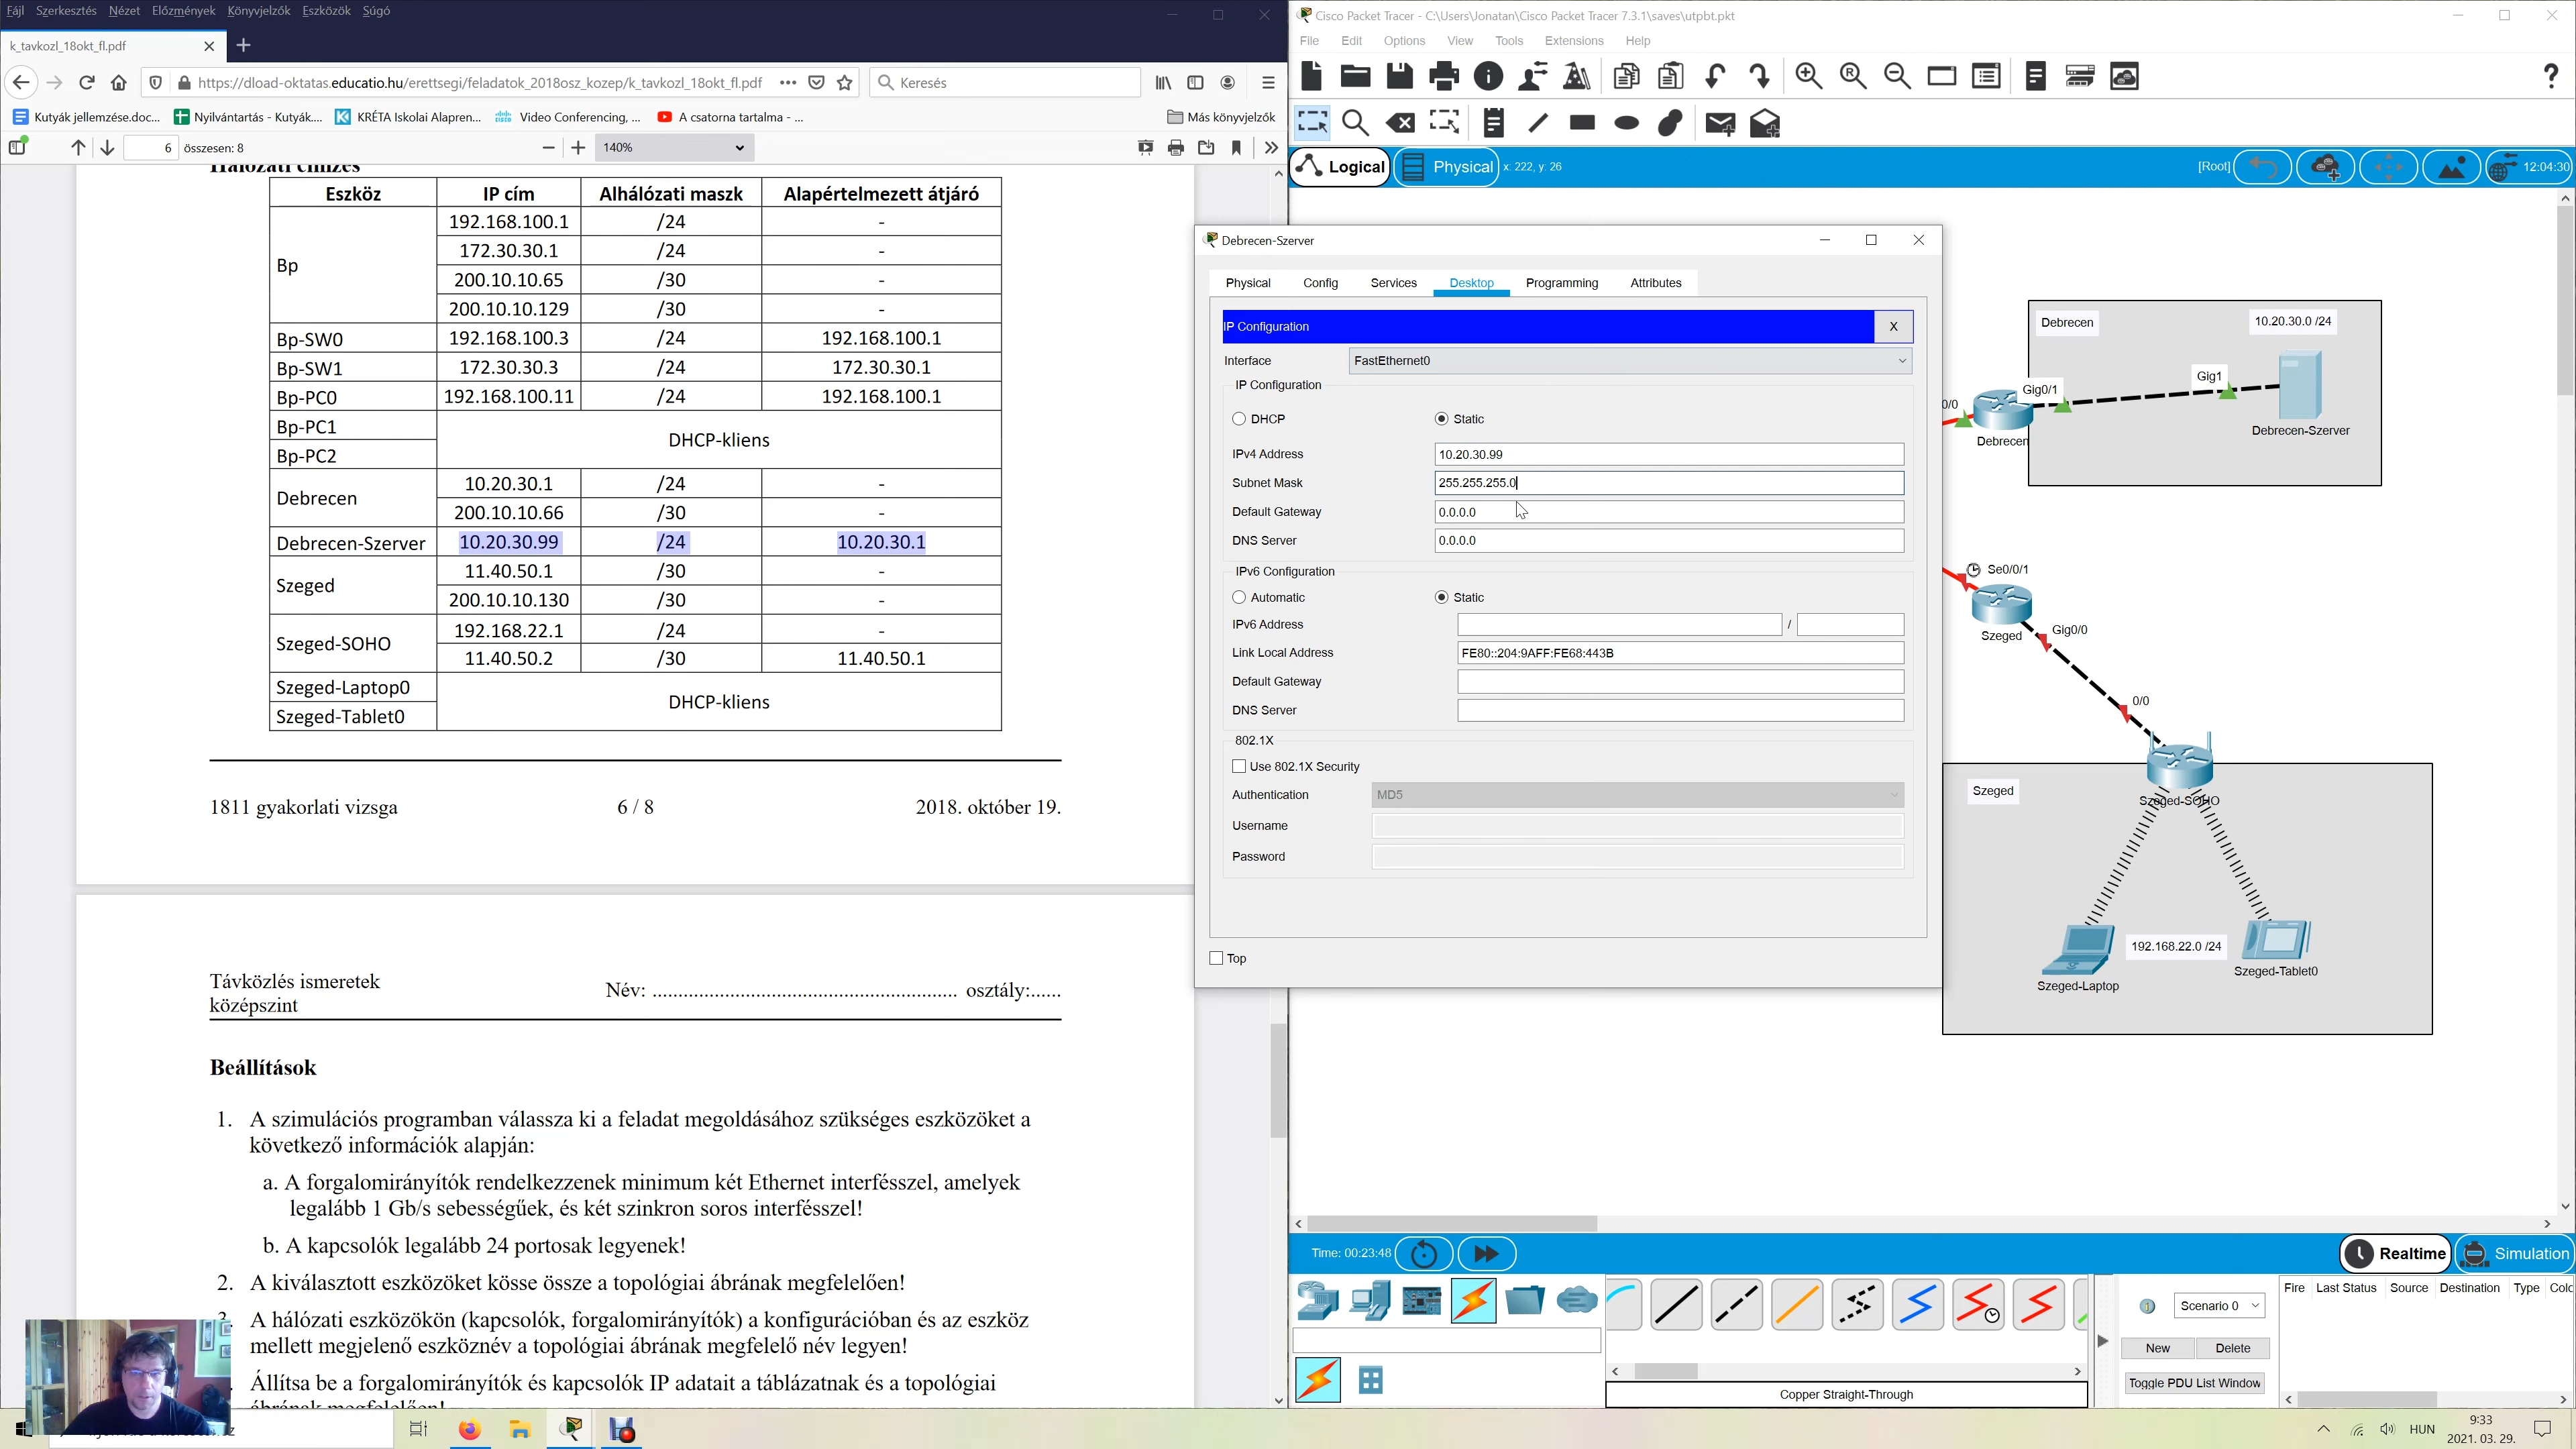 Fájl Szerkesztés Nézet Előzmények Könyvjelzők Eszközök Súgó
k_tavkozl_18okt_fl.pdf
https://dload-oktatas.educatio.hu/erettsegi/feladatok_2018osz_kozep/k_tavkozl_18okt_fl.pdf
Keresés
Kutyák jellemzése.doc...
Nyilvántartás - Kutyák....
KRÉTA Iskolai Alapren...
Video Conferencing, ...
A csatorna tartalma - ...
Más könyvjelzők
6 összesen: 8
140%
Hálózati címzés
Eszköz IP cím Alhálózati maszk Alapértelmezett átjáró
Bp
192.168.100.1 /24 -
172.30.30.1 /24 -
200.10.10.65 /30 -
200.10.10.129 /30 -
Bp-SW0 192.168.100.3 /24 192.168.100.1
Bp-SW1 172.30.30.3 /24 172.30.30.1
Bp-PC0 192.168.100.11 /24 192.168.100.1
Bp-PC1
Bp-PC2
DHCP-kliens
Debrecen
10.20.30.1 /24 -
200.10.10.66 /30 -
Debrecen-Szerver 10.20.30.99 /24 10.20.30.1
Szeged
11.40.50.1 /30 -
200.10.10.130 /30 -
Szeged-SOHO
192.168.22.1 /24 -
11.40.50.2 /30 11.40.50.1
Szeged-Laptop0
Szeged-Tablet0
DHCP-kliens
1811 gyakorlati vizsga 6 / 8 2018. október 19.
Távközlés ismeretek
középszint
Név: ........................................................... osztály:......
Beállítások
1. A szimulációs programban válassza ki a feladat megoldásához szükséges eszközöket a
következő információk alapján:
a. A forgalomirányítók rendelkezzenek minimum két Ethernet interfésszel, amelyek
legalább 1 Gb/s sebességűek, és két szinkron soros interfésszel!
b. A kapcsolók legalább 24 portosak legyenek!
2. A kiválasztott eszközöket kösse össze a topológiai ábrának megfelelően!
3. A hálózati eszközökön (kapcsolók, forgalomirányítók) a konfigurációban és az eszköz
mellett megjelenő eszköznév a topológiai ábrának megfelelő név legyen!
Állítsa be a forgalomirányítók és kapcsolók IP adatait a táblázatnak és a topológiai
ábrának megfelelően!
Cisco Packet Tracer - C:\Users\Jonatan\Cisco Packet Tracer 7.3.1\saves\utpbt.pkt
File Edit Options View Tools Extensions Help
Logical
Physical
x: 222, y: 26
[Root]
12:04:30
Debrecen-Szerver
Physical Config Services Desktop Programming Attributes
IP Configuration
X
Interface FastEthernet0
IP Configuration
DHCP Static
IPv4 Address 10.20.30.99
Subnet Mask 255.255.255.0
Default Gateway 0.0.0.0
DNS Server 0.0.0.0
IPv6 Configuration
Automatic Static
IPv6 Address /
Link Local Address FE80::204:9AFF:FE68:443B
Default Gateway
DNS Server
802.1X
Use 802.1X Security
Authentication MD5
Username
Password
Top
Debrecen
10.20.30.0 /24
Gig1
Gig0/1
0/0
Debrecen
Debrecen-Szerver
Se0/0/1
Szeged
Gig0/0
0/0
Szeged
Szeged-SOHO
192.168.22.0 /24
Szeged-Tablet0
Szeged-Laptop
Time: 00:23:48
Realtime
Simulation
Scenario 0
Fire Last Status Source Destination Type Colo
New Delete
Toggle PDU List Window
Copper Straight-Through
HUN
9:33
2021. 03. 29.